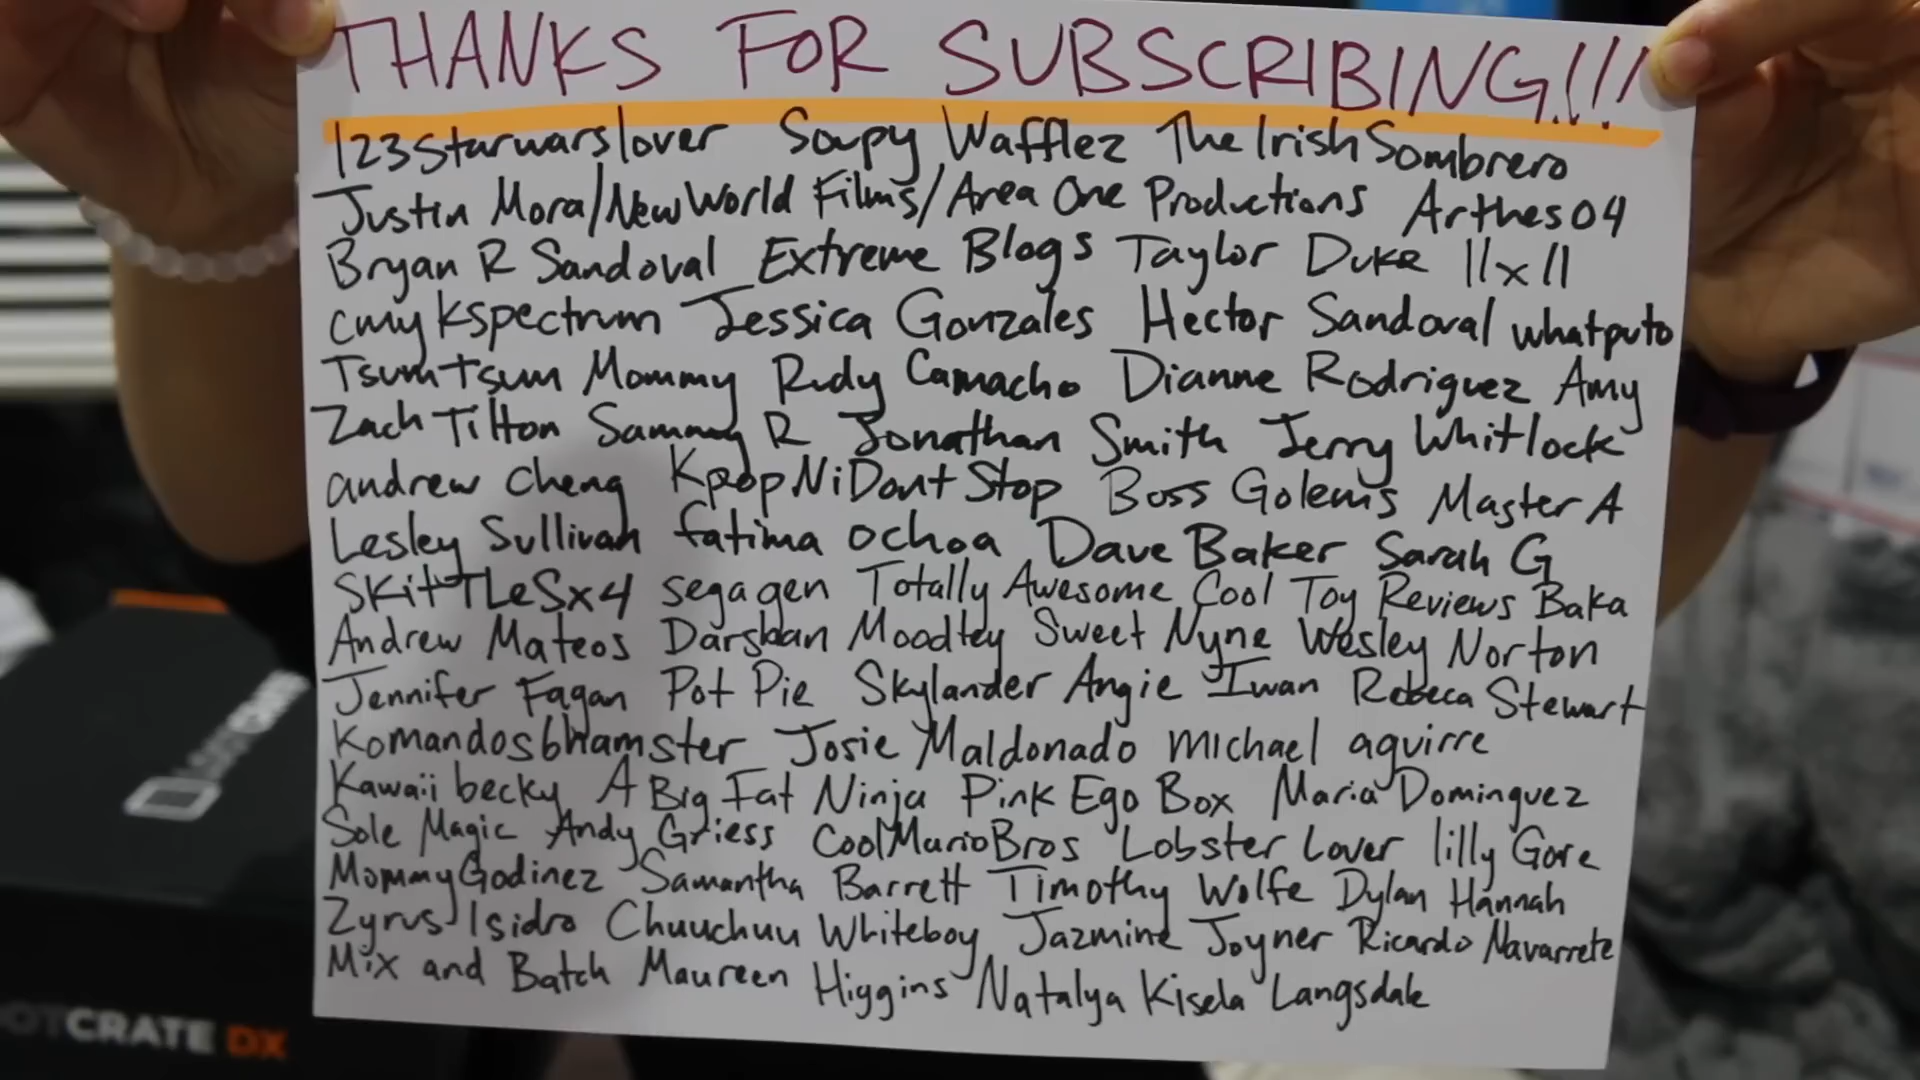 THANKS FOR SUBSCRIBING!!!
123starwarslover Soupy Wafflez The Irish Sombrero
Justin Mora/New World Films/Area One Productions Arthes04
Bryan R Sandoval Extreme Blogs Taylor Duke 11x11
cmykspectrum Jessica Gonzales Hector Sandoval whatputo
TsumTsum Mommy Rudy Camacho Dianne Rodriguez Amy
Zach Tilton Sammy R Jonathan Smith Jerry Whitlock
andrew cheng KpopNiDontStop Boss Golems Master A
Lesley Sullivan fatima ochoa Dave Baker Sarah G
SKitTLeSx4 segagen Totally Awesome Cool Toy Reviews Baka
Andrew Mateos Darshan Moodley Sweet Nyne Wesley Norton
Jennifer Fagan Pot Pie Skylander Angie Iwan Rebeca Stewart
Komandosbhamster Josie Maldonado Michael aguirre
Kawaii becky A Big Fat Ninja Pink Ego Box Maria Dominguez
Sole Magic Andy Griess CoolMarioBros Lobster Lover lilly Gore
MommyGodinez Samantha Barrett Timothy Wolfe Dylan Hannah
Zyrus Isidro Chuuchuu Whiteboy Jazmine Joyner Ricardo Navarrete
Mix and Batch Maureen Higgins Natalya Kisela Langsdale
OTCRATE DX